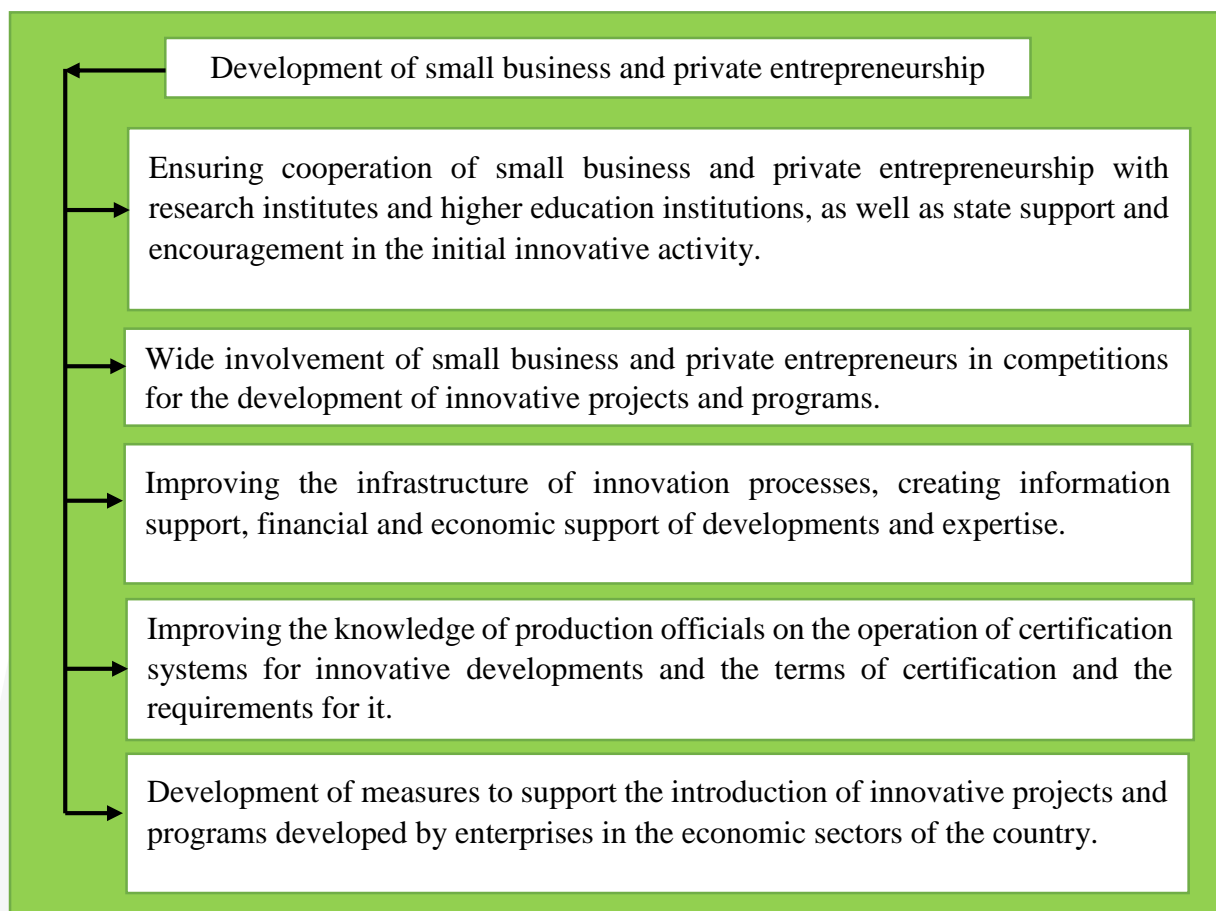 Development of small business and private entrepreneurship
Ensuring cooperation of small business and private entrepreneurship with
research institutes and higher education institutions, as well as state support and
encouragement in the initial innovative activity.
Wide involvement of small business and private entrepreneurs in competitions
for the development of innovative projects and programs.
Improving the infrastructure of innovation processes, creating information
support, financial and economic support of developments and expertise.
Improving the knowledge of production officials on the operation of certification
systems for innovative developments and the terms of certification and the
requirements for it.
Development of measures to support the introduction of innovative projects and
programs developed by enterprises in the economic sectors of the country.